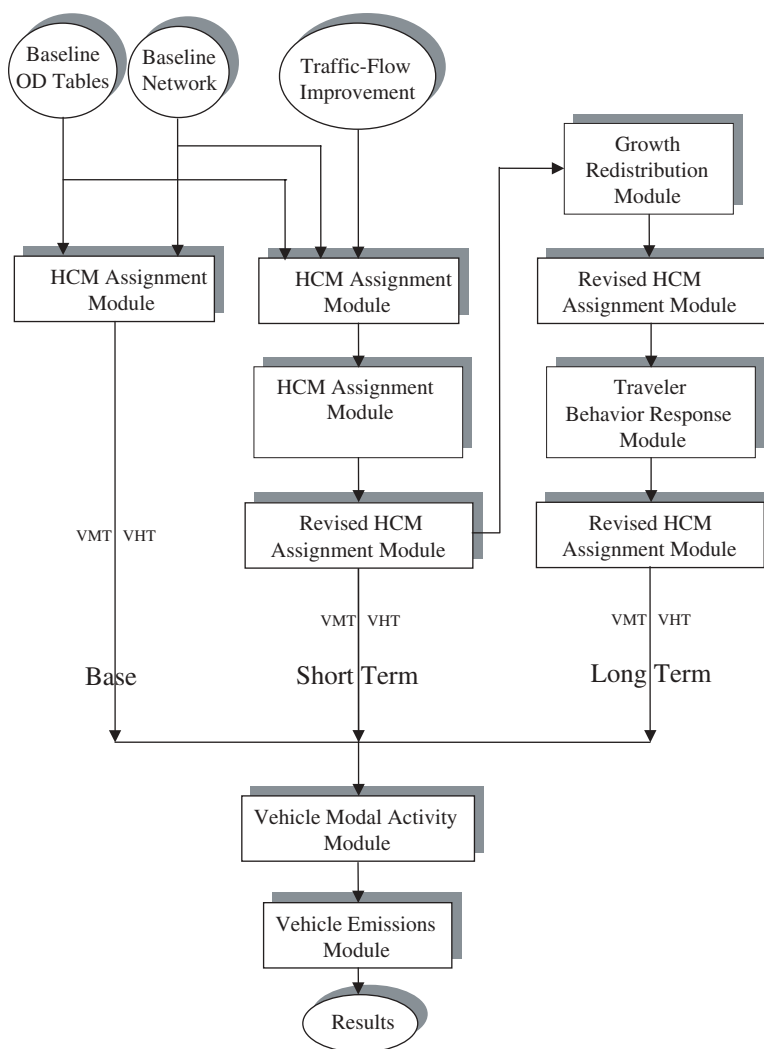 Baseline
OD Tables
Baseline
Network
Traffic-Flow
Improvement
Growth
Redistribution
Module
HCM Assignment
Module
HCM Assignment
Module
Revised HCM
Assignment Module
HCM Assignment
Module
Traveler
Behavior Response
Module
Revised HCM
Assignment Module
Revised HCM
Assignment Module
VMT VHT
VMT VHT
VMT VHT
Base
Short Term
Long Term
Vehicle Modal Activity
Module
Vehicle Emissions
Module
Results